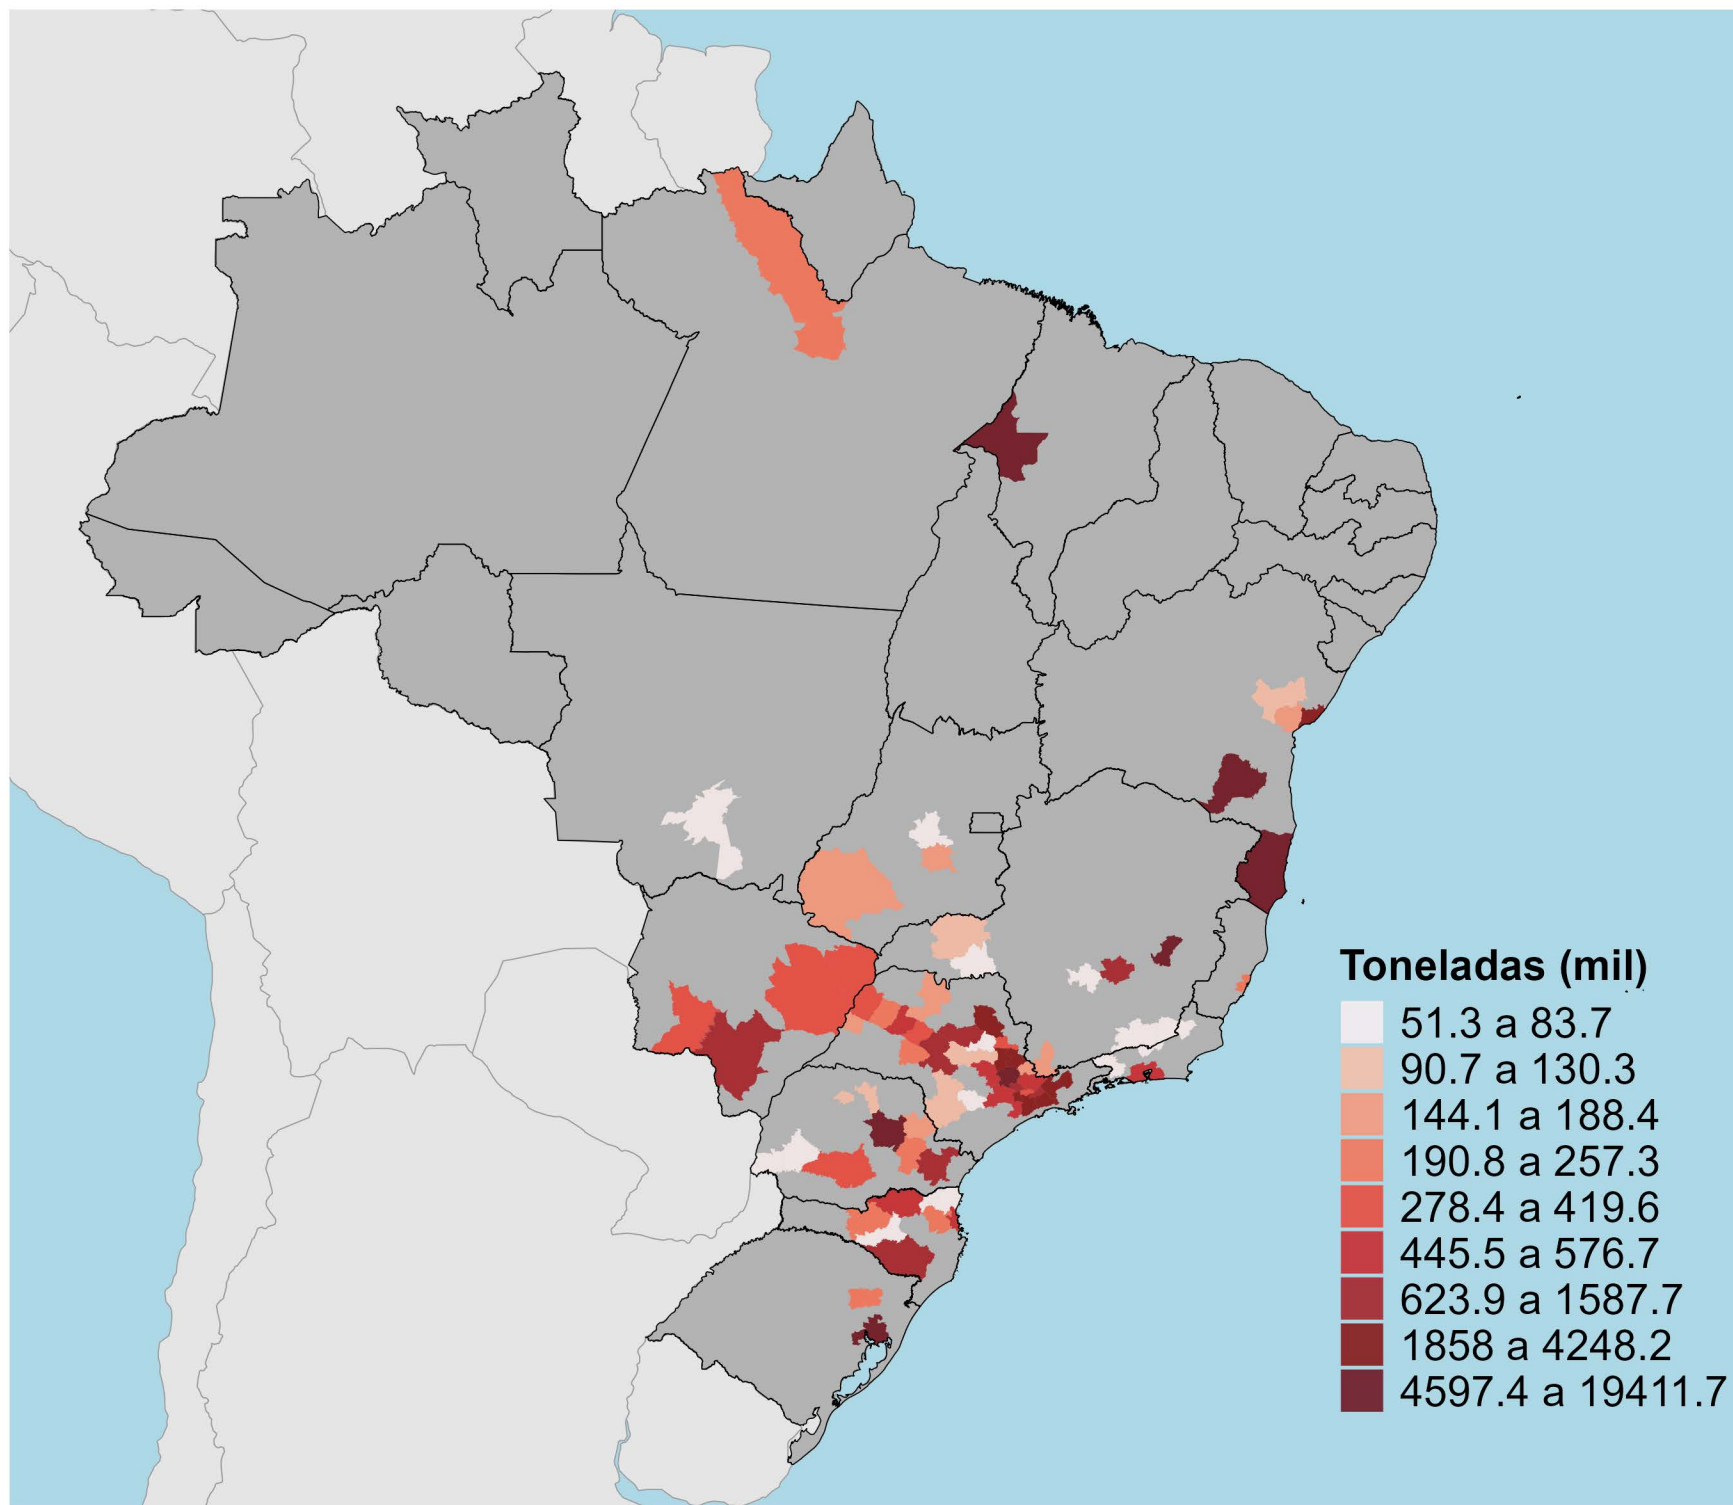 Toneladas (mil)
51.3 a 83.7
90.7 a 130.3
144.1 a 188.4
190.8 a 257.3
278.4 a 419.6
445.5 a 576.7
623.9 a 1587.7
1858 a 4248.2
4597.4 a 19411.7